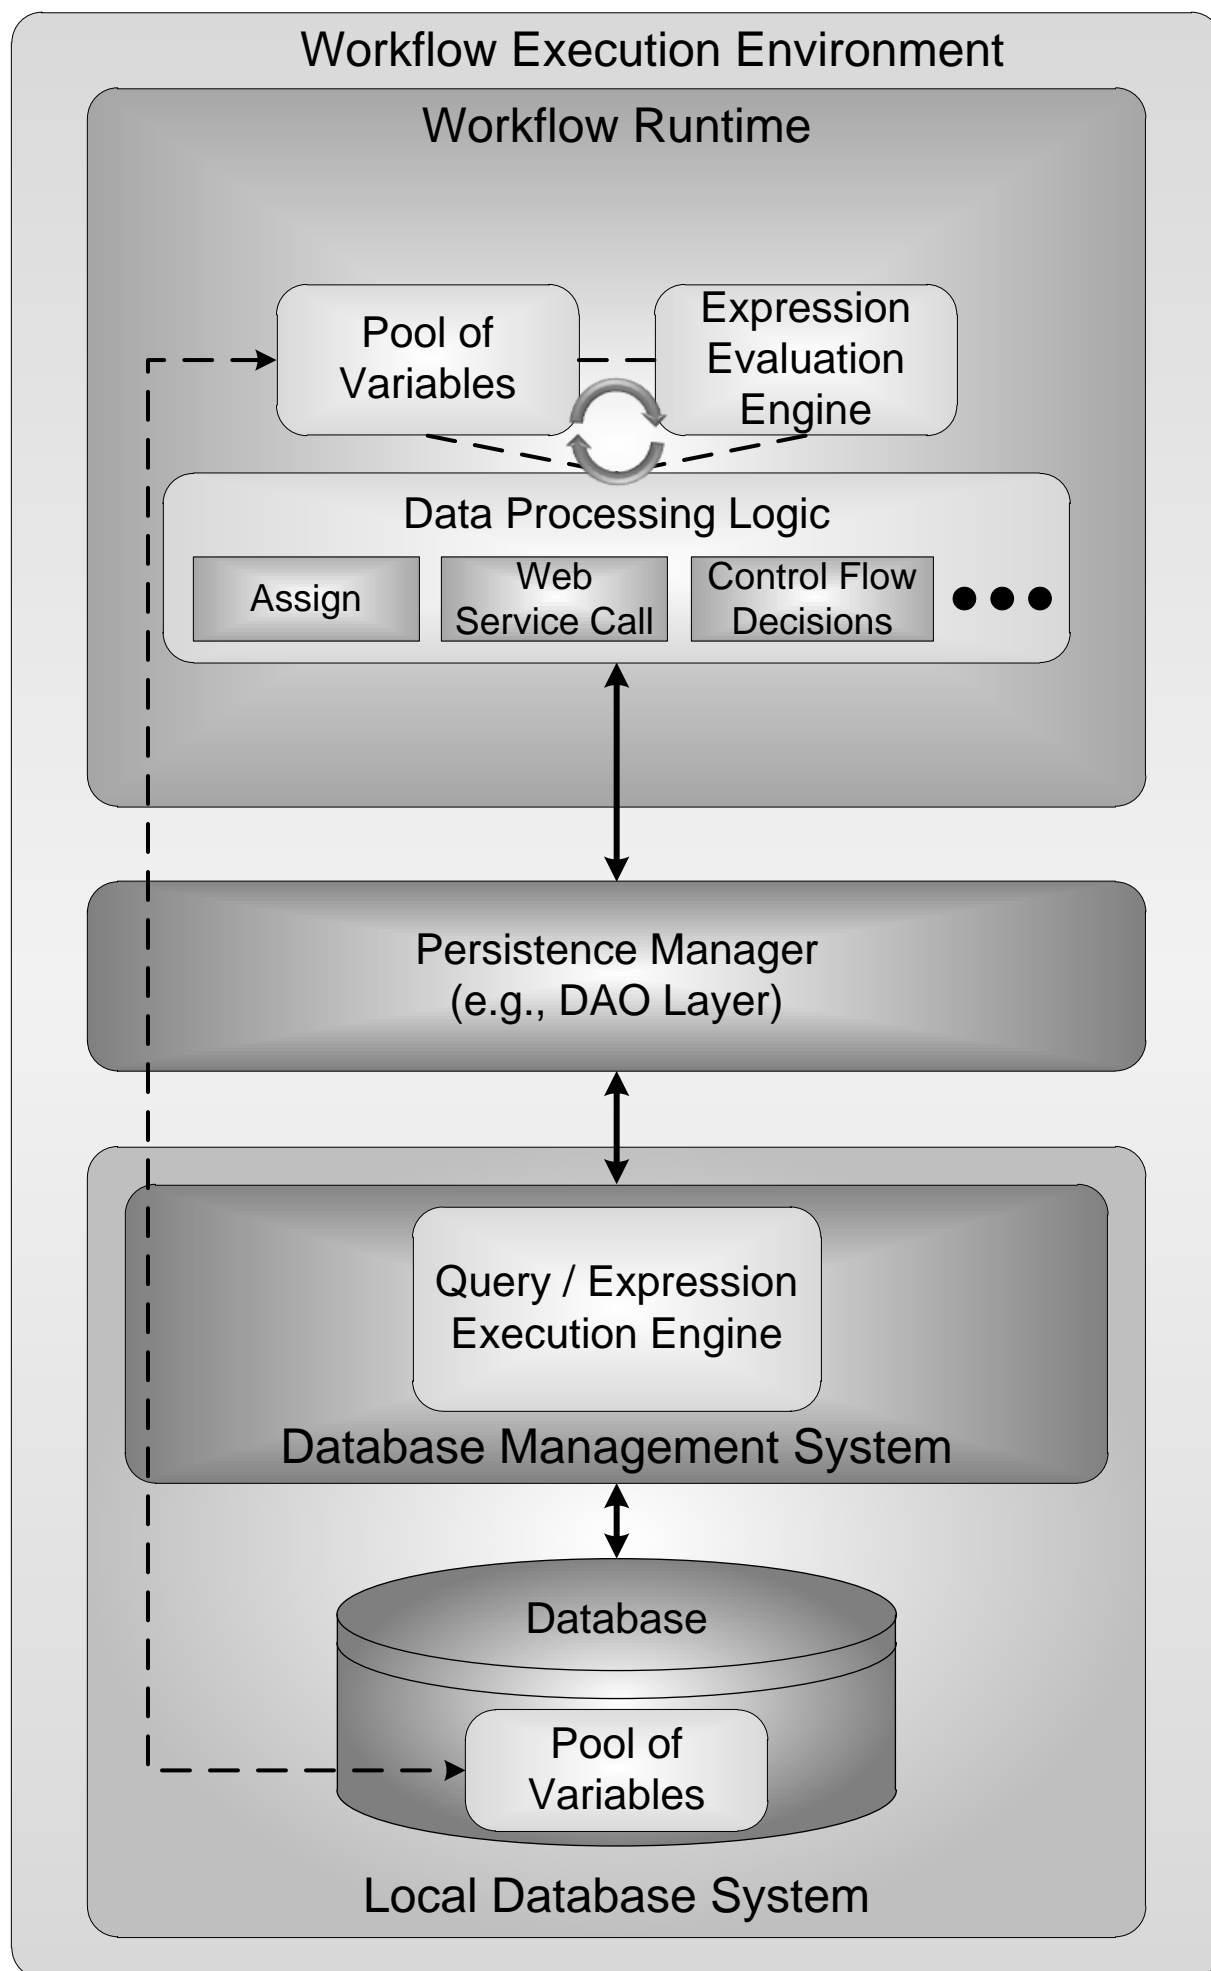 Workflow Execution Environment
Workflow Runtime
Pool of
Variables
Expression
Evaluation
Engine
Data Processing Logic
Assign
Web
Service Call
Control Flow
Decisions
Persistence Manager
(e.g., DAO Layer)
Query / Expression
Execution Engine
Database Management System
Database
Pool of
Variables
Local Database System